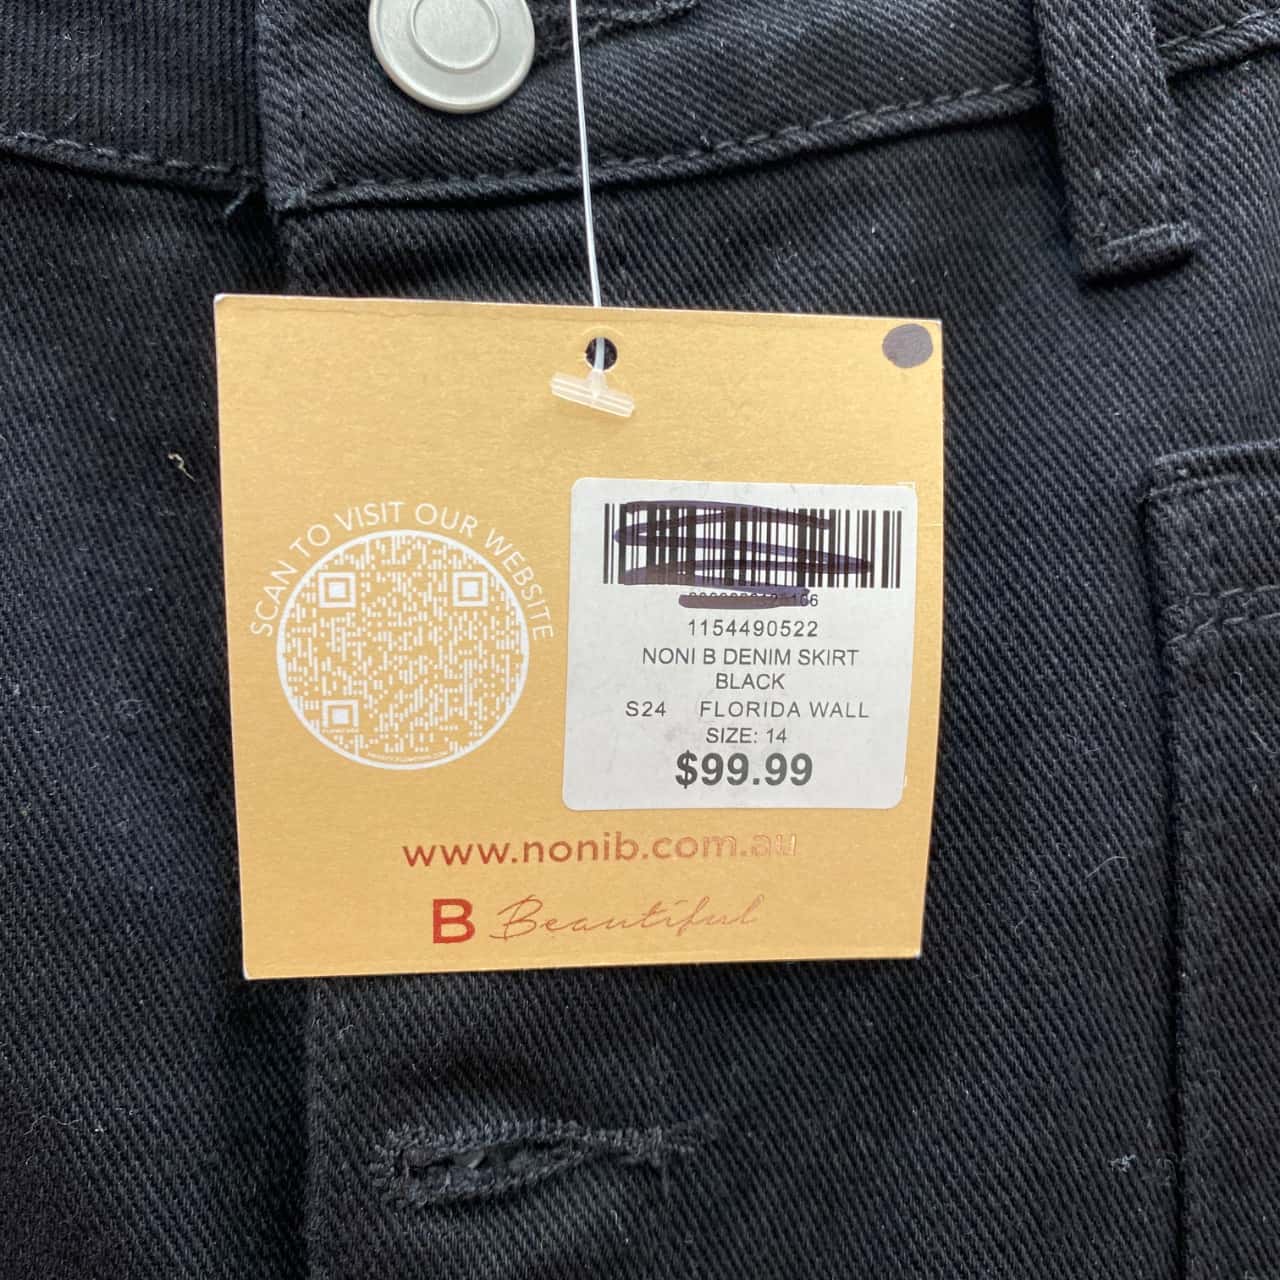 SCAN TO VISIT OUR WEBSITE
1154490522
NONI B DENIM SKIRT
BLACK
S24 FLORIDA WALL
SIZE: 14
$99.99
www.nonib.com.au
B Beautiful